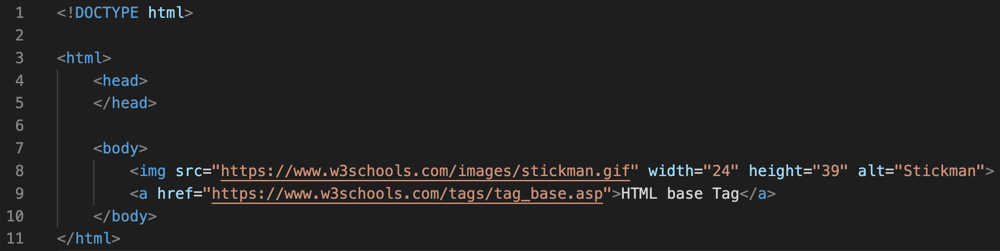 1 <!DOCTYPE html>
2
3 <html>
4 <head>
5 </head>
6
7 <body>
8 <img src="https://www.w3schools.com/images/stickman.gif" width="24" height="39" alt="Stickman">
9 <a href="https://www.w3schools.com/tags/tag_base.asp">HTML base Tag</a>
10 </body>
11 </html>